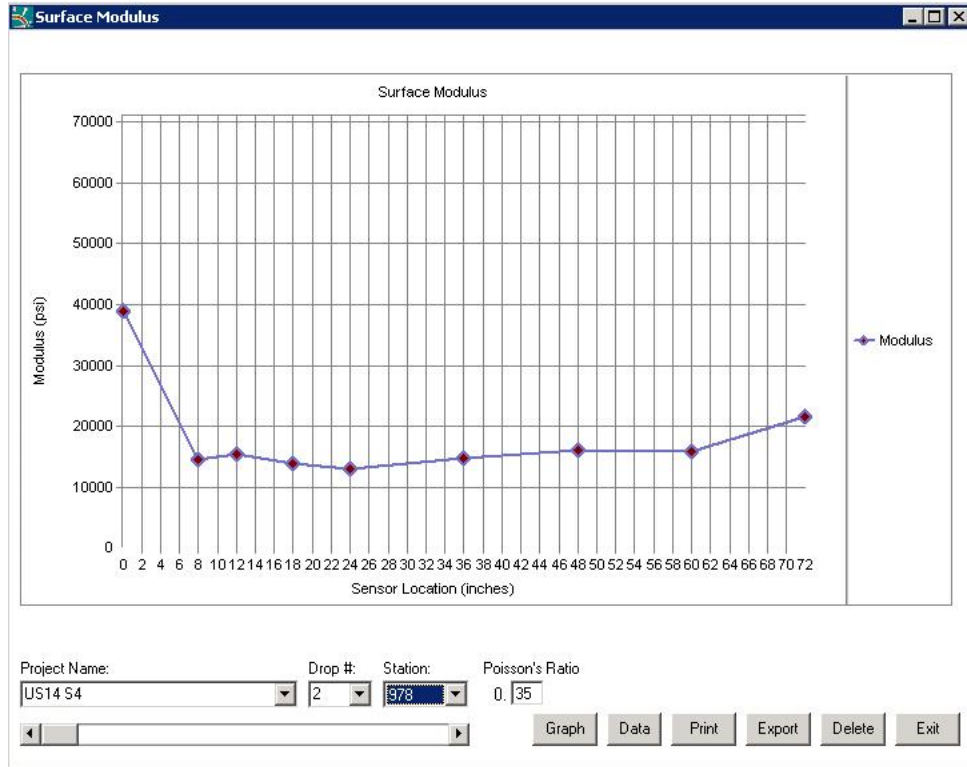 Surface Modulus
Surface Modulus
70000
60000
50000
40000
30000
20000
10000
0
Modulus (psi)
0 2 4 6 8 10 12 14 16 18 20 22 24 26 28 30 32 34 36 38 40 42 44 46 48 50 52 54 56 58 60 62 64 66 68 70 72
Sensor Location (inches)
Modulus
Project Name: Drop #: Station: Poisson's Ratio
US14 S4 2 978 0. 35
Graph Data Print Export Delete Exit